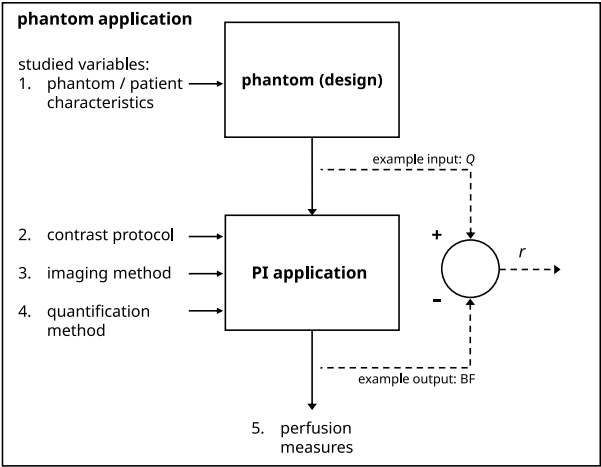 phantom application
studied variables:
1. phantom / patient
characteristics
phantom (design)
example input: Q
2. contrast protocol
3. imaging method
4. quantification
method
PI application
+
–
r
example output: BF
5. perfusion
measures